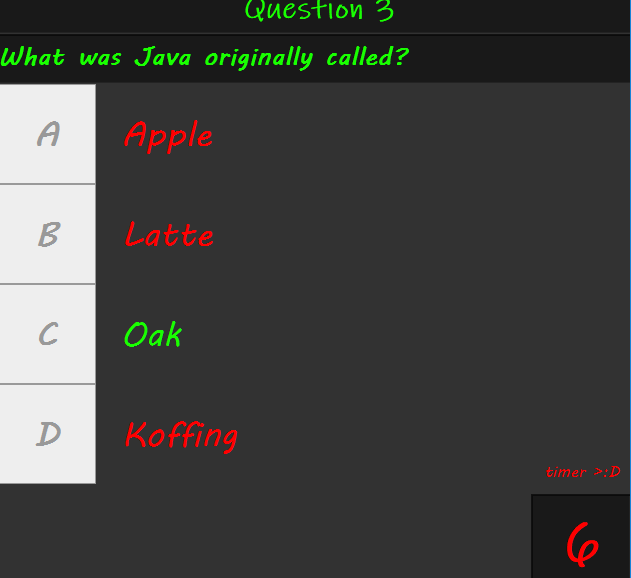 Question 3
What was Java originally called?
A Apple
B Latte
C Oak
D Koffing
timer >:D
6